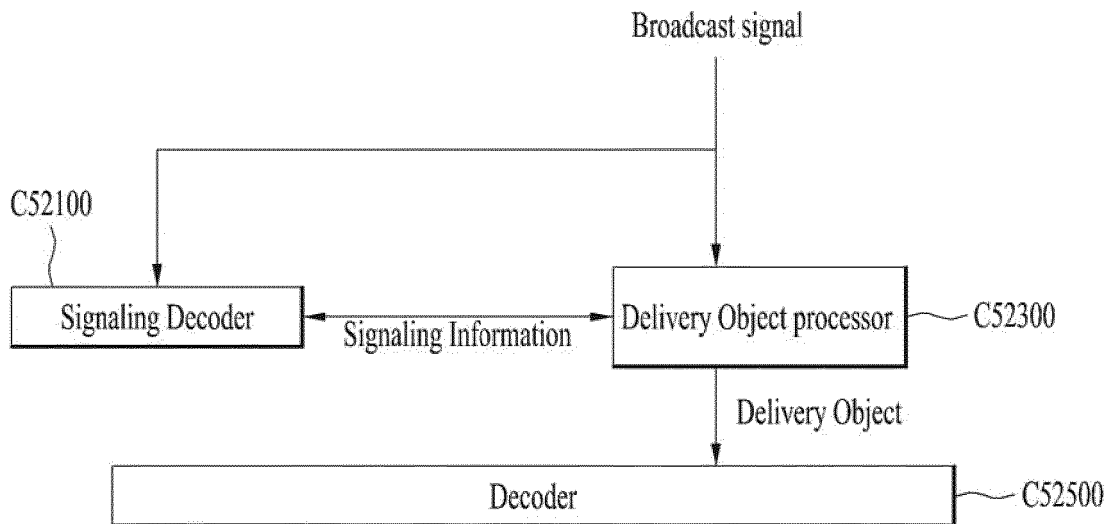 Broadcast signal
C52100
Signaling Decoder
Signaling Information
Delivery Object processor
C52300
Delivery Object
Decoder
C52500